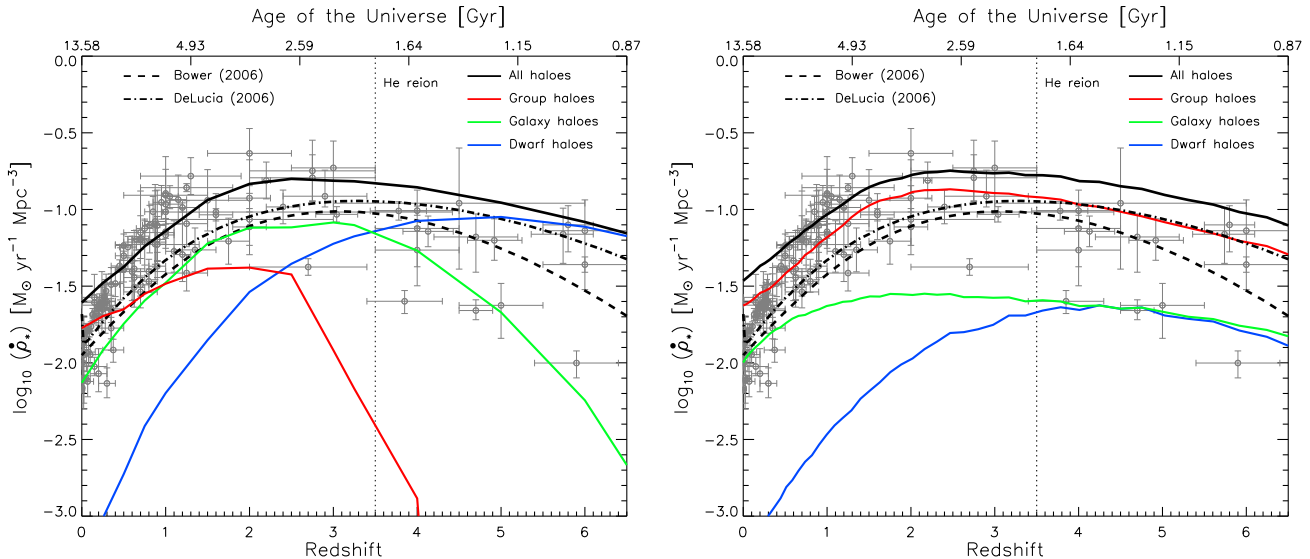 Age of the Universe [Gyr]
13.58 4.93 2.59 1.64 1.15 0.87
0.0
-0.5
-1.0
-1.5
-2.0
-2.5
-3.0
log10 (ρ̇*) [M⊙ yr−1 Mpc−3]
Bower (2006)
DeLucia (2006)
He reion
All haloes
Group haloes
Galaxy haloes
Dwarf haloes
0 1 2 3 4 5 6
Redshift
Age of the Universe [Gyr]
13.58 4.93 2.59 1.64 1.15 0.87
0.0
-0.5
-1.0
-1.5
-2.0
-2.5
-3.0
log10 (ρ̇*) [M⊙ yr−1 Mpc−3]
Bower (2006)
DeLucia (2006)
He reion
All haloes
Group haloes
Galaxy haloes
Dwarf haloes
0 1 2 3 4 5 6
Redshift